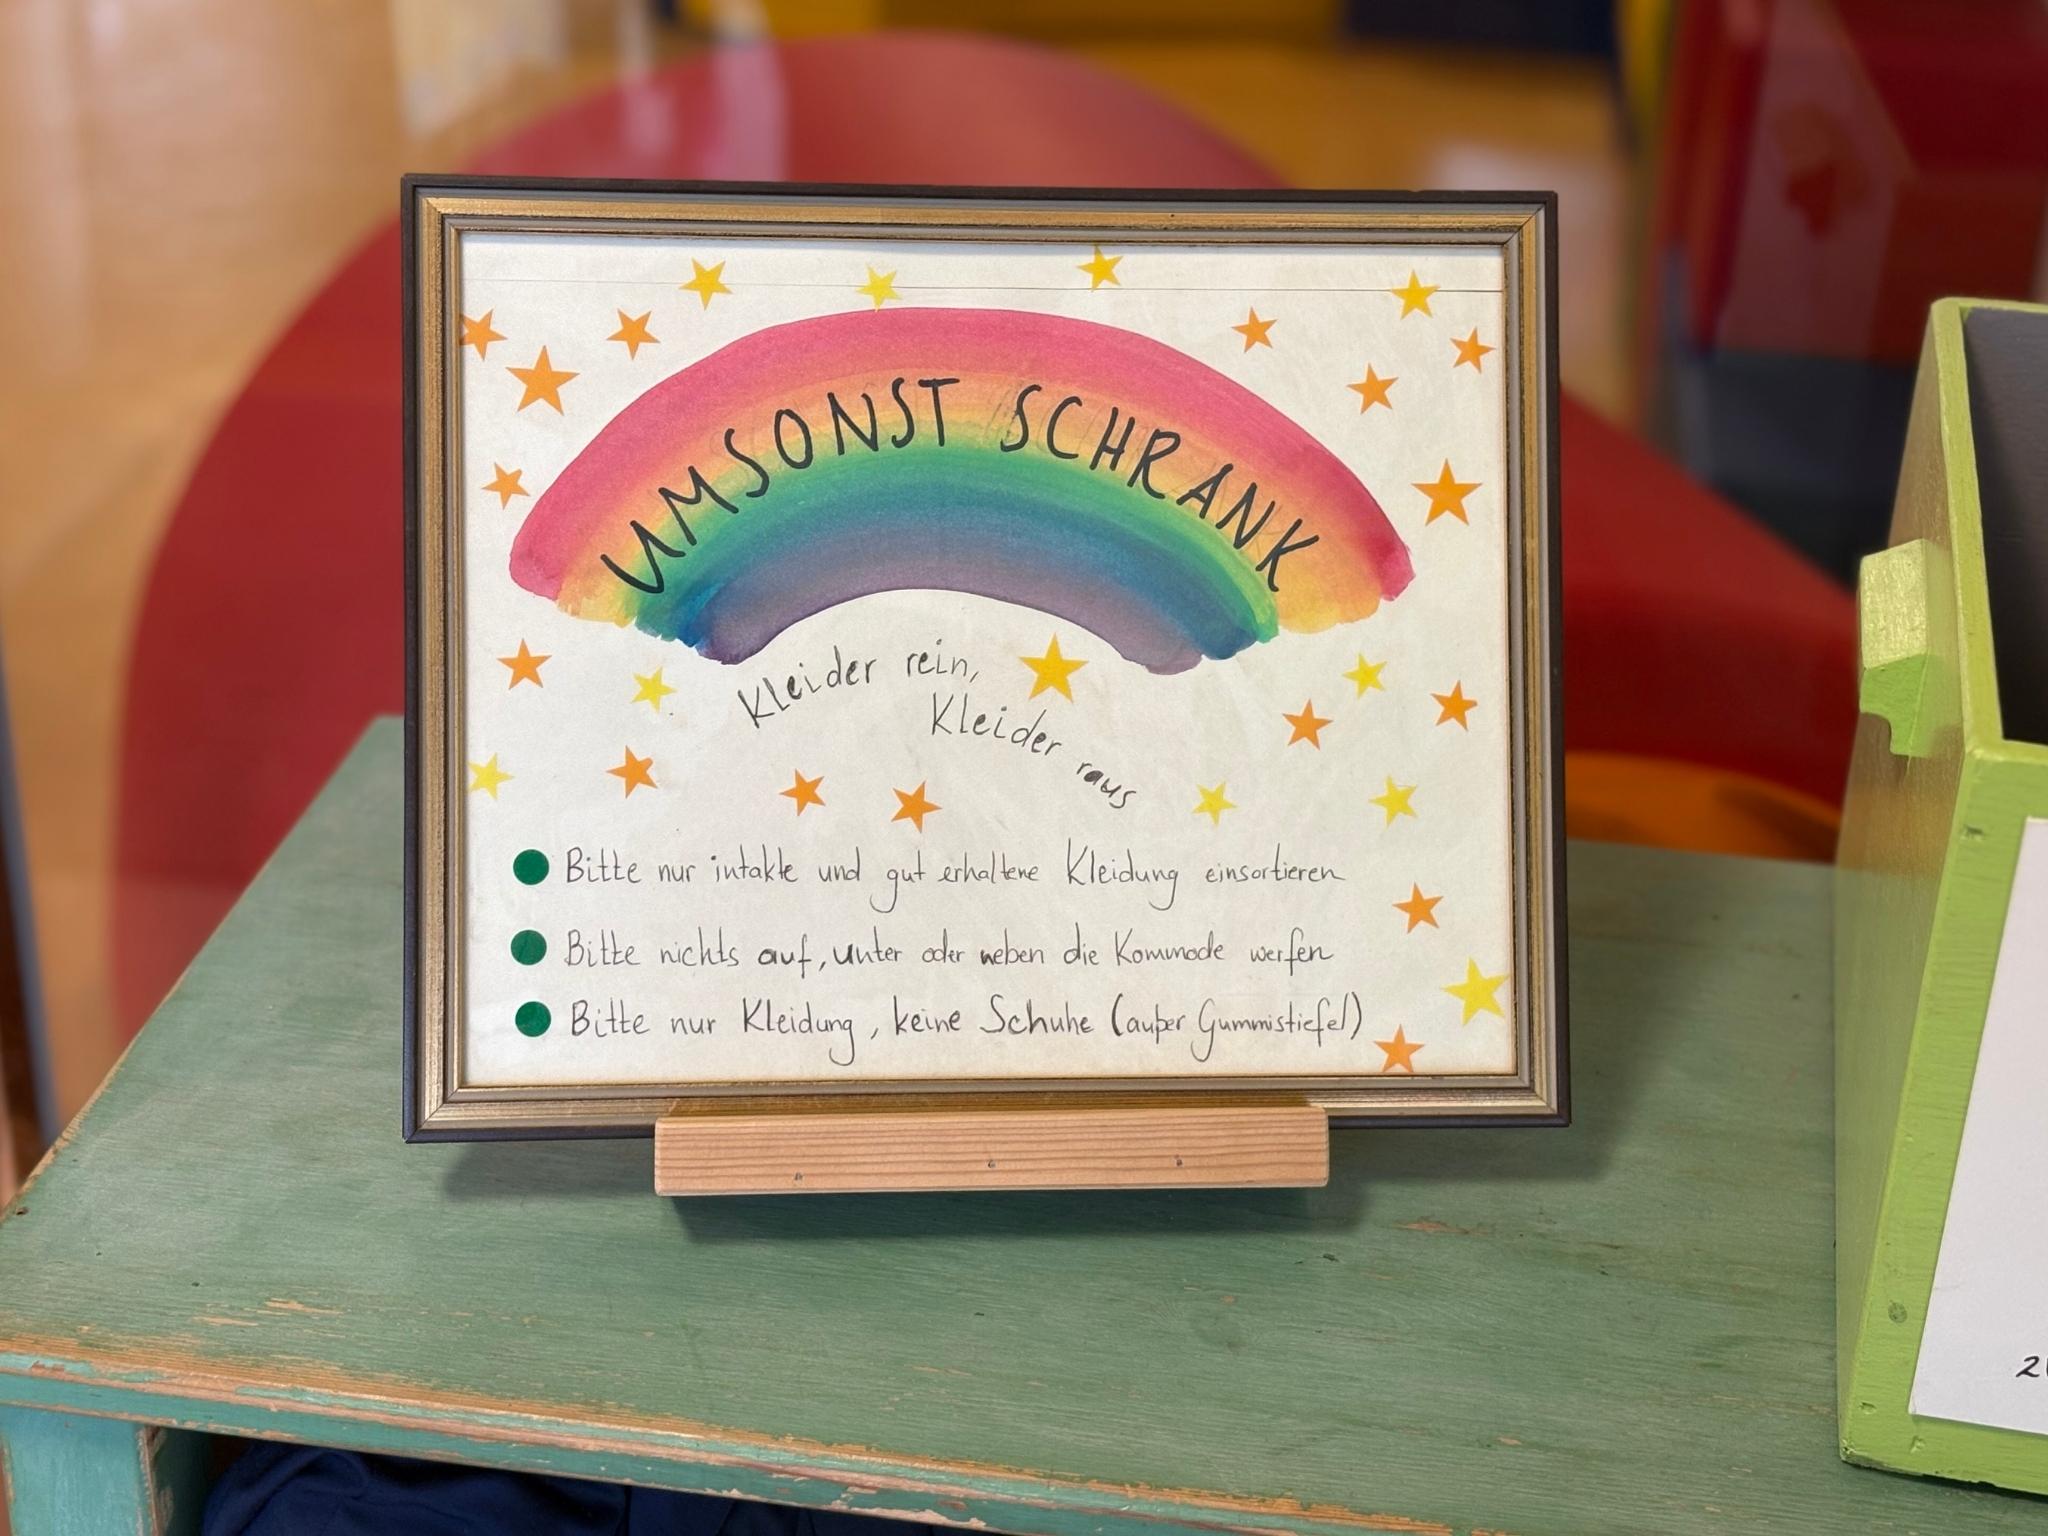 UMSONST SCHRANK
Kleider rein,
Kleider raus
Bitte nur intakte und gut erhaltene Kleidung einsortieren
Bitte nichts auf, unter oder neben die Kommode werfen
Bitte nur Kleidung, keine Schuhe (außer Gummistiefel)